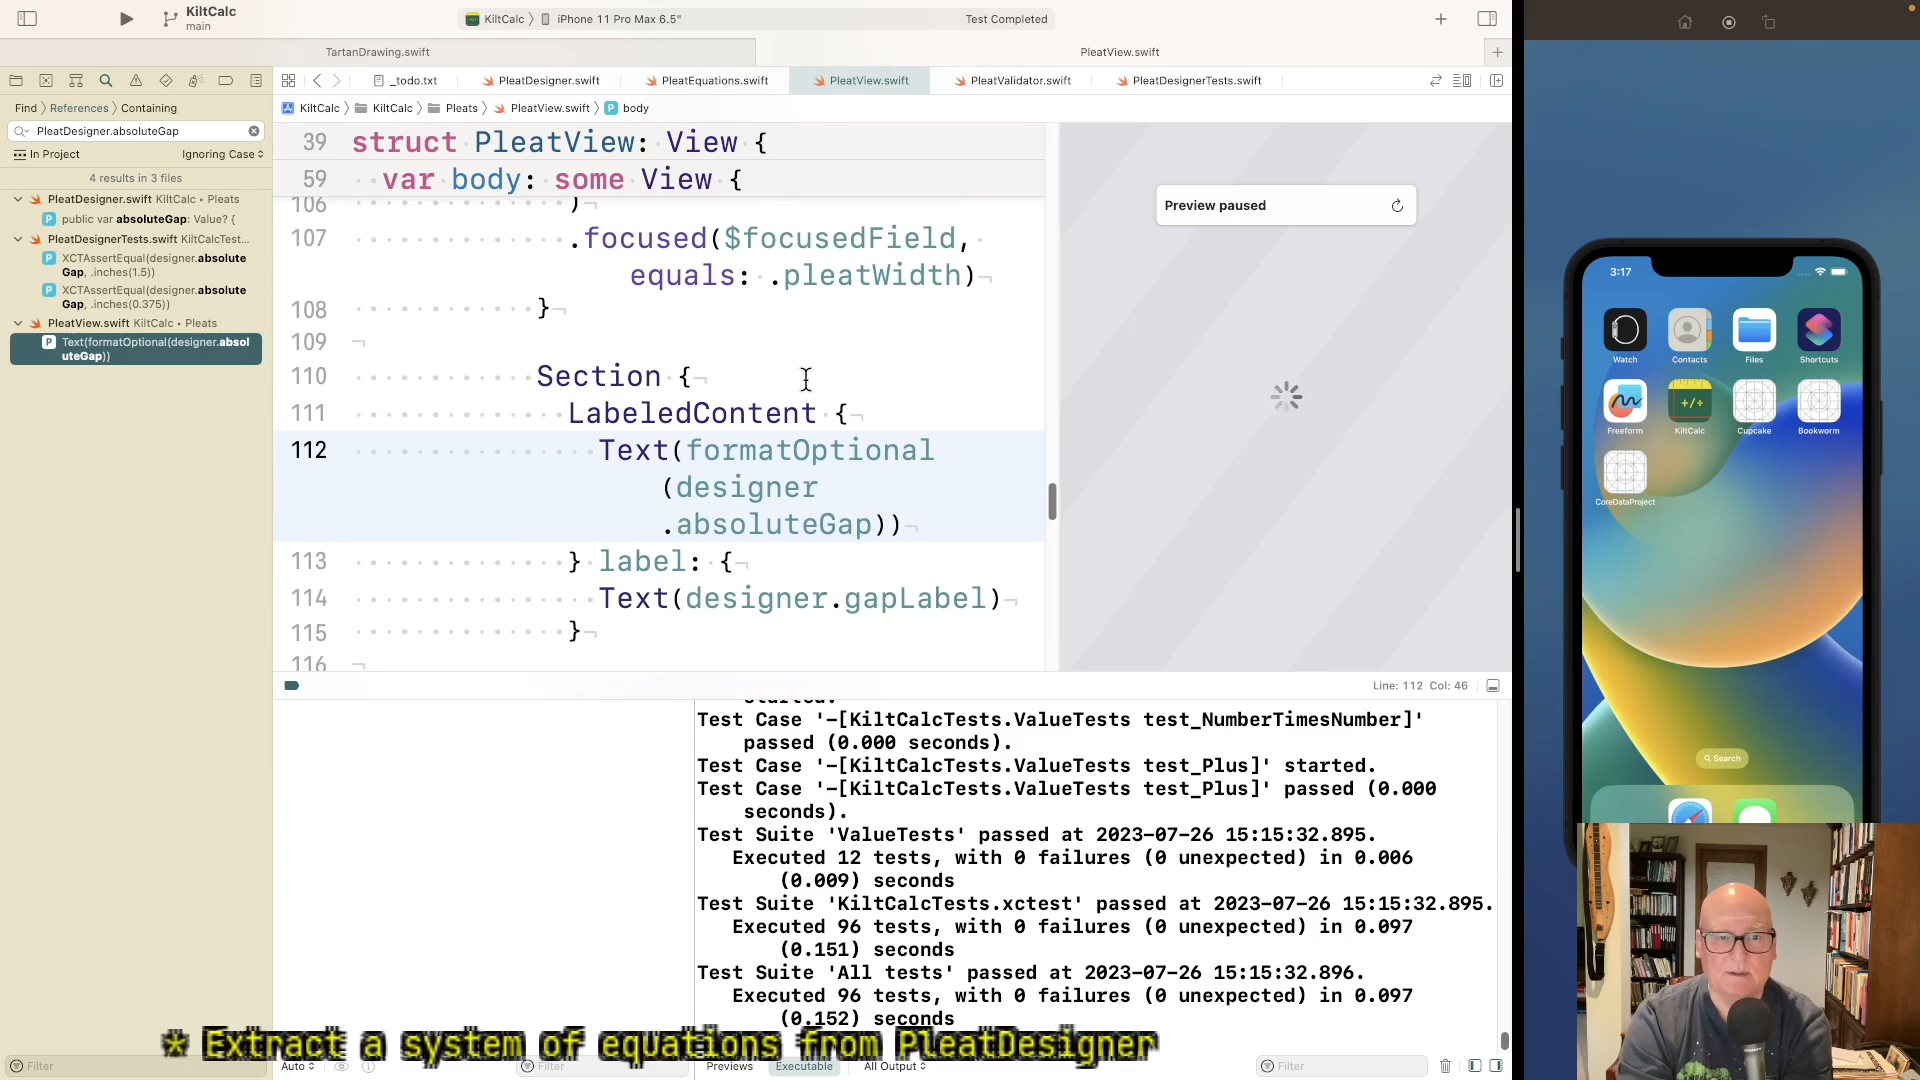 KiltCalc
main
KiltCalc
iPhone 11 Pro Max 6.5"
Test Completed
TartanDrawing.swift
PleatView.swift
_todo.txt
PleatDesigner.swift
PleatEquations.swift
PleatView.swift
PleatValidator.swift
PleatDesignerTests.swift
Find
References
Containing
KiltCalc
KiltCalc
Pleats
PleatView.swift
P body
PleatDesigner.absoluteGap
In Project
Ignoring Case
4 results in 3 files
PleatDesigner.swift KiltCalc • Pleats
P public var absoluteGap: Value? {
PleatDesignerTests.swift KiltCalcTest...
P XCTAssertEqual(designer.absolute
Gap, .inches(1.5))
P XCTAssertEqual(designer.absolute
Gap, .inches(0.375))
PleatView.swift KiltCalc • Pleats
P Text(formatOptional(designer.absol
uteGap))
39 struct PleatView: View {
59 var body: some View {
106 )
107 .focused($focusedField,
equals: .pleatWidth)
108 }
109
110 Section {
111 LabeledContent {
112 Text(formatOptional
(designer
.absoluteGap))
113 } label: {
114 Text(designer.gapLabel)
115 }
116
Preview paused
Line: 112 Col: 46
started.
Test Case '-[KiltCalcTests.ValueTests test_NumberTimesNumber]'
passed (0.000 seconds).
Test Case '-[KiltCalcTests.ValueTests test_Plus]' started.
Test Case '-[KiltCalcTests.ValueTests test_Plus]' passed (0.000
seconds).
Test Suite 'ValueTests' passed at 2023-07-26 15:15:32.895.
Executed 12 tests, with 0 failures (0 unexpected) in 0.006
(0.009) seconds
Test Suite 'KiltCalcTests.xctest' passed at 2023-07-26 15:15:32.895.
Executed 96 tests, with 0 failures (0 unexpected) in 0.097
(0.151) seconds
Test Suite 'All tests' passed at 2023-07-26 15:15:32.896.
Executed 96 tests, with 0 failures (0 unexpected) in 0.097
(0.152) seconds
* Extract a system of equations from PleatDesigner
Filter
Auto
Filter
Previews
Executable
All Output
Filter
3:17
Watch
Contacts
Files
Shortcuts
+/÷
Freeform
KiltCalc
Cupcake
Bookworm
CoreDataProject
Search